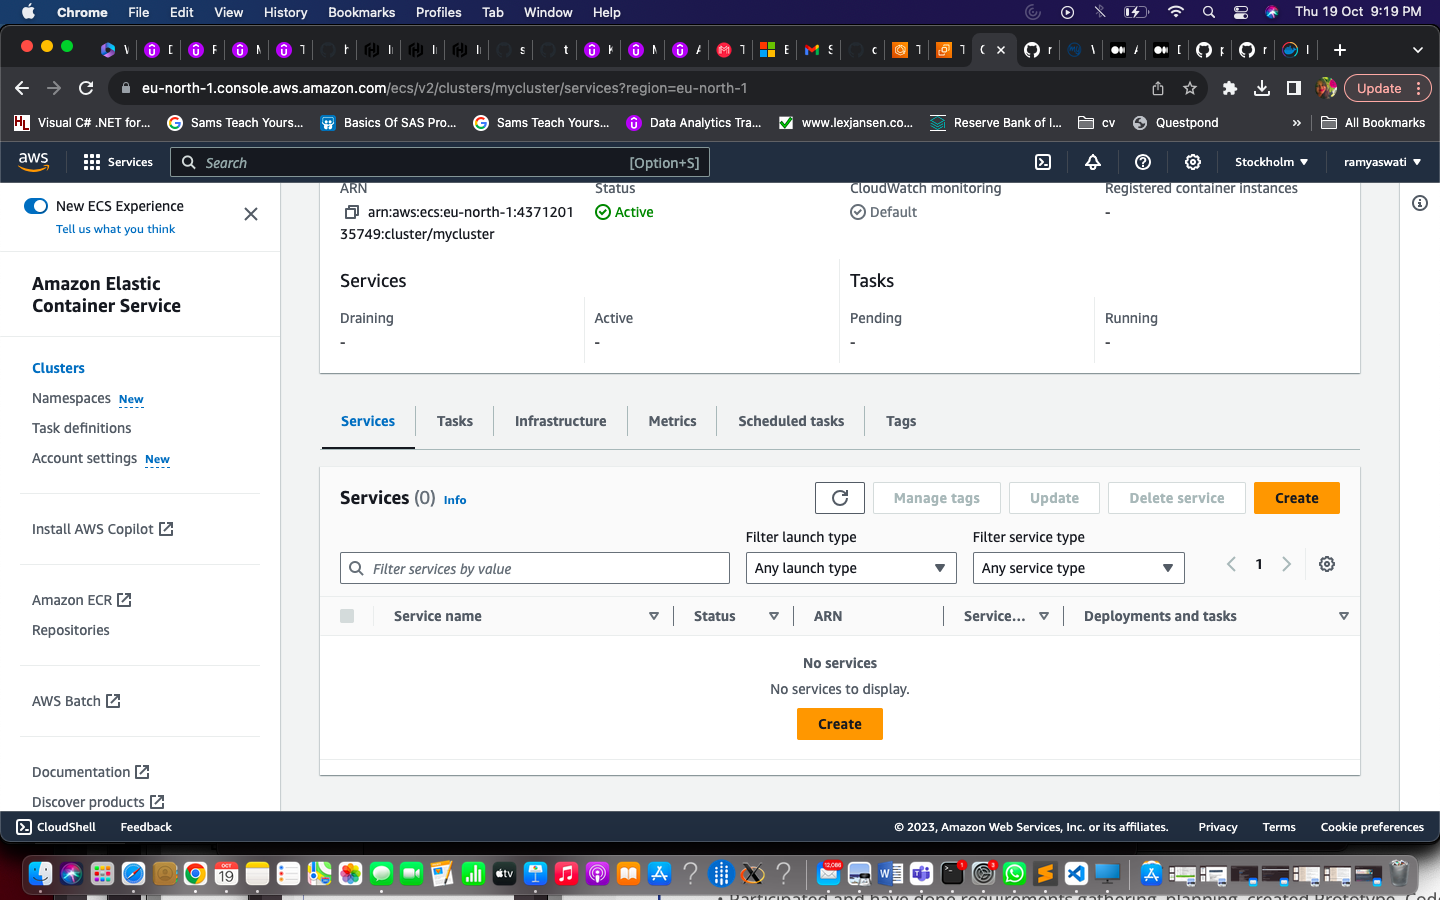 Chrome File Edit View History Bookmarks Profiles Tab Window Help Thu 19 Oct 9:19 PM
eu-north-1.console.aws.amazon.com/ecs/v2/clusters/mycluster/services?region=eu-north-1 Update
Visual C# .NET for... Sams Teach Yours... Basics Of SAS Pro... Sams Teach Yours... Data Analytics Tra... www.lexjansen.co... Reserve Bank of I... cv Questpond » All Bookmarks
aws Services Search [Option+S] Stockholm ramyaswati
New ECS Experience
Tell us what you think
Amazon Elastic
Container Service
Clusters
Namespaces New
Task definitions
Account settings New
Install AWS Copilot
Amazon ECR
Repositories
AWS Batch
Documentation
Discover products
ARN Status CloudWatch monitoring Registered container instances
arn:aws:ecs:eu-north-1:4371201 Active Default -
35749:cluster/mycluster
Services Tasks
Draining Active Pending Running
- - - -
Services Tasks Infrastructure Metrics Scheduled tasks Tags
Services (0) Info Manage tags Update Delete service Create
Filter launch type Filter service type
Filter services by value Any launch type Any service type 1
Service name Status ARN Service... Deployments and tasks
No services
No services to display.
Create
CloudShell Feedback © 2023, Amazon Web Services, Inc. or its affiliates. Privacy Terms Cookie preferences
OCT
19
tv
12,086
1
3
• Participated and have done requirements gathering, planning, created Prototype, Cod